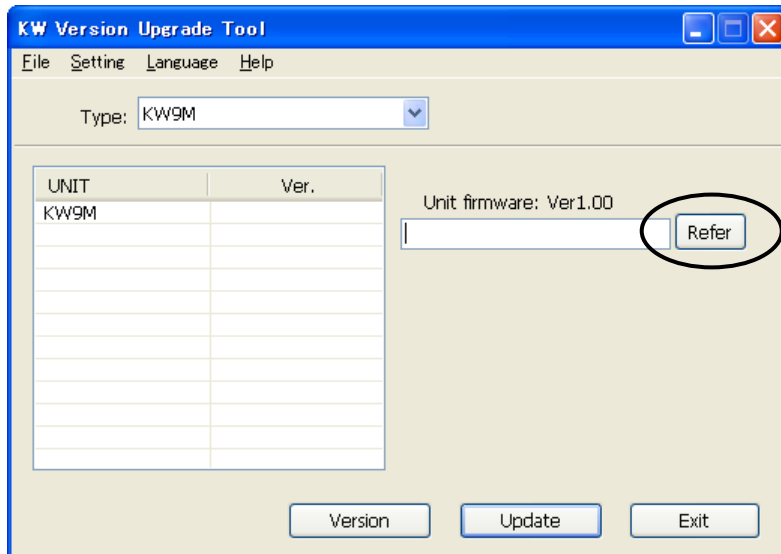 KW Version Upgrade Tool
File Setting Language Help
Type: KW9M
UNIT Ver.
KW9M
Unit firmware: Ver1.00
Refer
Version Update Exit